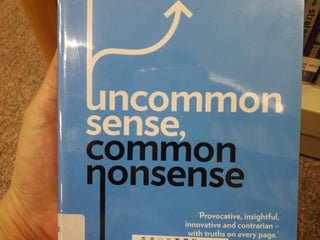 uncommon
sense,
common
nonsense
'Provocative, insightful,
innovative and contrarian –
with truths on every page.'